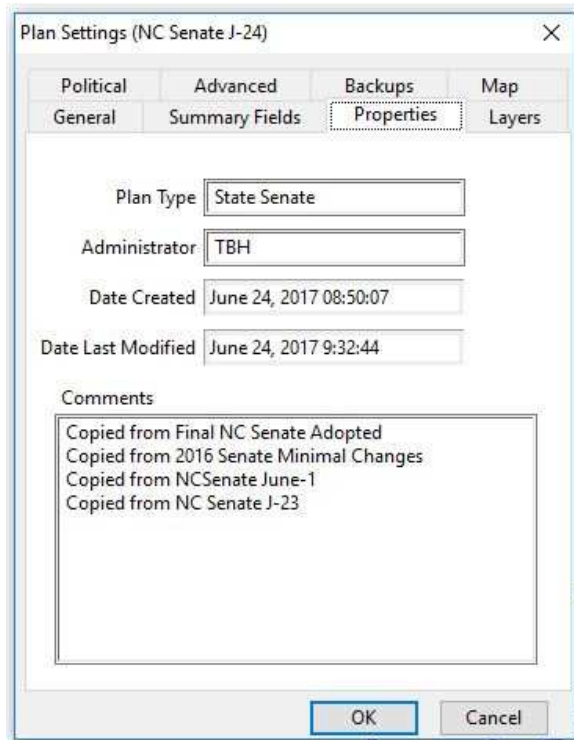 Plan Settings (NC Senate J-24)
Political Advanced Backups Map
General Summary Fields Properties Layers
Plan Type State Senate
Administrator TBH
Date Created June 24, 2017 08:50:07
Date Last Modified June 24, 2017 9:32:44
Comments
Copied from Final NC Senate Adopted
Copied from 2016 Senate Minimal Changes
Copied from NCSenate June-1
Copied from NC Senate J-23
OK Cancel